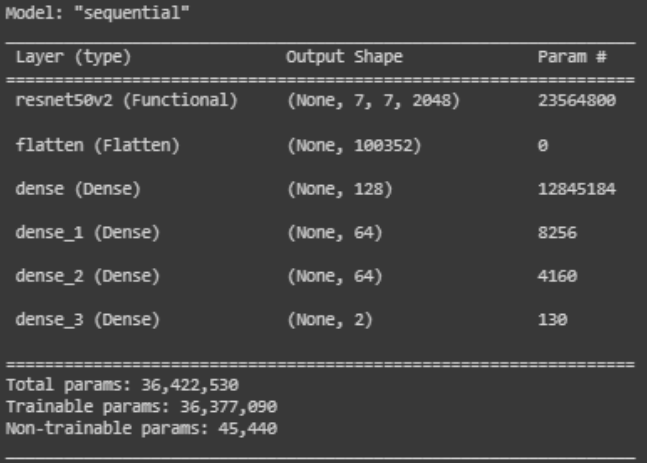 Model: "sequential"
Layer (type) Output Shape Param #
resnet50v2 (Functional) (None, 7, 7, 2048) 23564800
flatten (Flatten) (None, 100352) 0
dense (Dense) (None, 128) 12845184
dense_1 (Dense) (None, 64) 8256
dense_2 (Dense) (None, 64) 4160
dense_3 (Dense) (None, 2) 130
Total params: 36,422,530
Trainable params: 36,377,090
Non-trainable params: 45,440